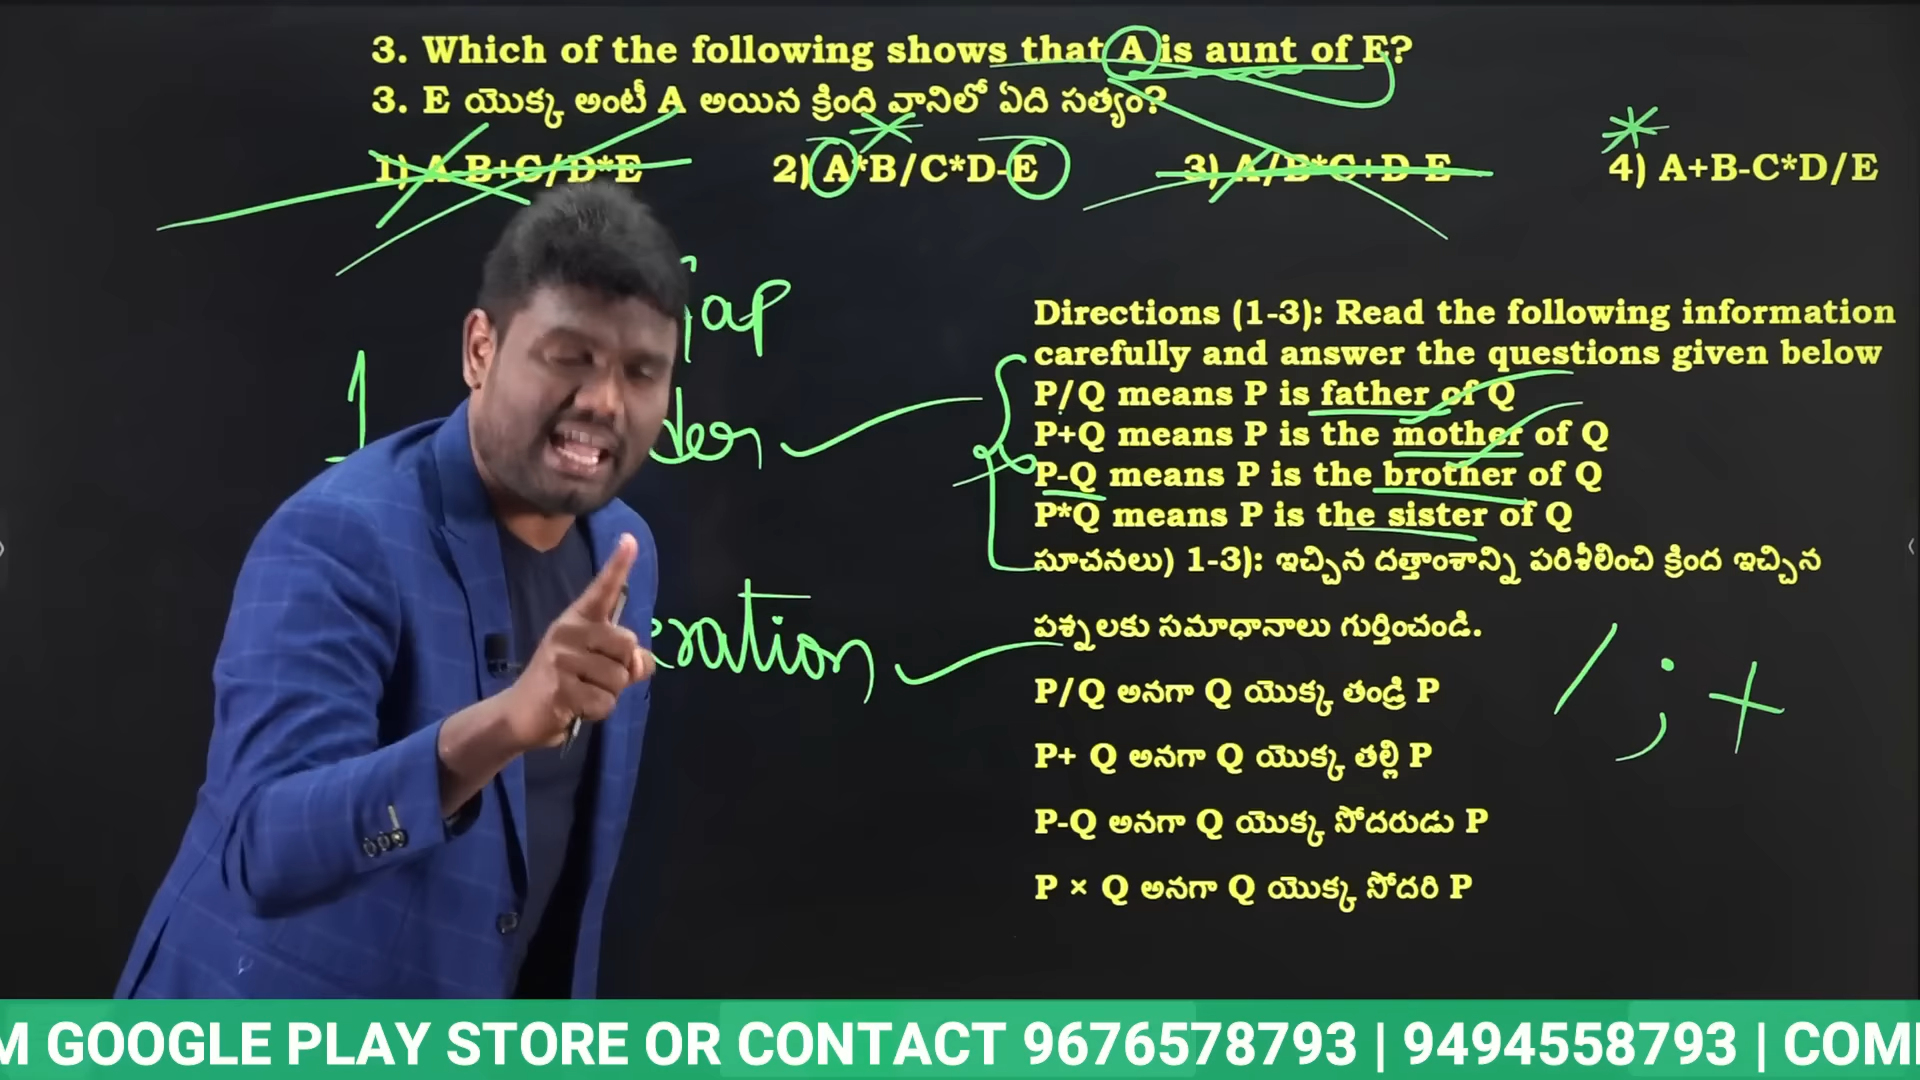 3. Which of the following shows that A is aunt of E?
3. E యొక్క అంటీ A అయిన క్రింది వానిలో ఏది సత్యం?
1) A-B+C/D*E 2) A*B/C*D-E 3) A/B*C+D-E 4) A+B-C*D/E
*
Directions (1-3): Read the following information
carefully and answer the questions given below
P/Q means P is father of Q
P+Q means P is the mother of Q
P-Q means P is the brother of Q
P*Q means P is the sister of Q
సూచనలు) 1-3): ఇచ్చిన దత్తాంశాన్ని పరిశీలించి క్రింద ఇచ్చిన
పశ్నలకు సమాధానాలు గుర్తించండి.
P/Q అనగా Q యొక్క తండ్రి P
P+ Q అనగా Q యొక్క తల్లి P
P-Q అనగా Q యొక్క సోదరుడు P
P × Q అనగా Q యొక్క సోదరి P
/ ; +
1
M GOOGLE PLAY STORE OR CONTACT 9676578793 | 9494558793 | COM